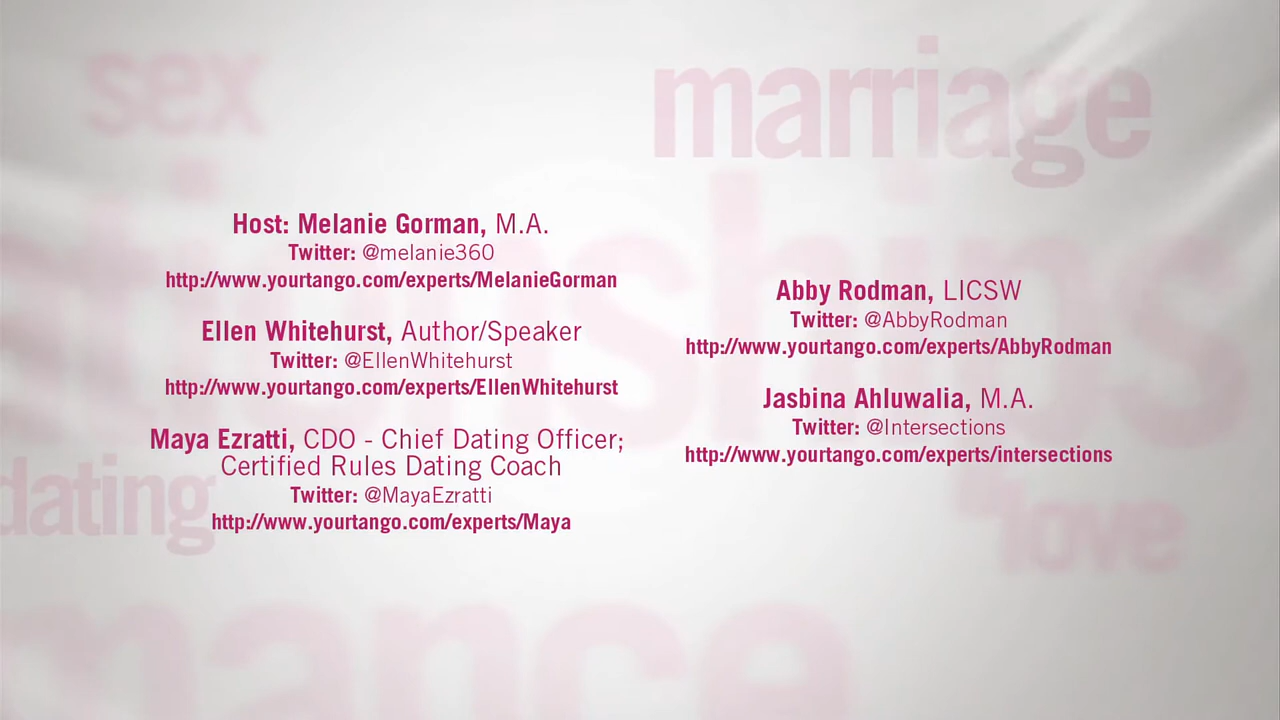 sex
marriage
Host: Melanie Gorman, M.A.
Twitter: @melanie360
http://www.yourtango.com/experts/MelanieGorman
Ellen Whitehurst, Author/Speaker
Twitter: @EllenWhitehurst
http://www.yourtango.com/experts/EllenWhitehurst
Maya Ezratti, CDO - Chief Dating Officer;
Certified Rules Dating Coach
Twitter: @MayaEzratti
http://www.yourtango.com/experts/Maya
Abby Rodman, LICSW
Twitter: @AbbyRodman
http://www.yourtango.com/experts/AbbyRodman
Jasbina Ahluwalia, M.A.
Twitter: @Intersections
http://www.yourtango.com/experts/intersections
dating
love
mance